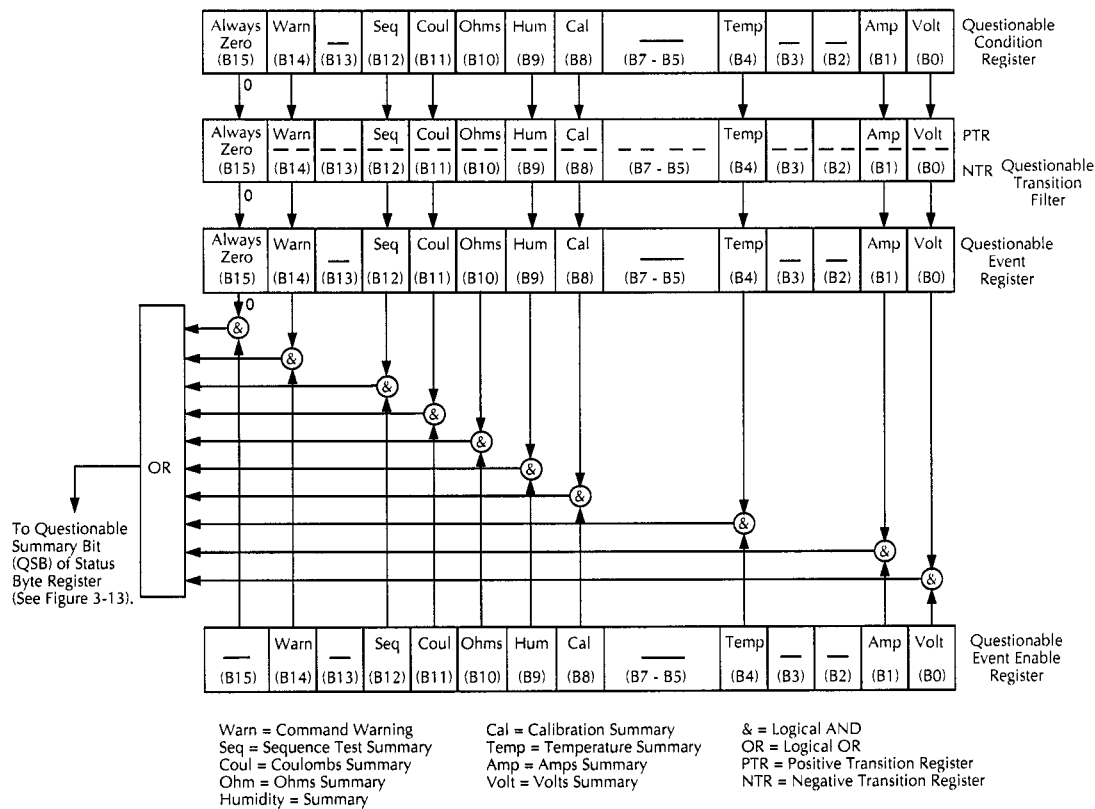 Always Zero (B15) Warn (B14) (B13) Seq (B12) Coul (B11) Ohms (B10) Hum (B9) Cal (B8) (B7 - B5) Temp (B4) (B3) (B2) Amp (B1) Volt (B0)
Questionable
Condition
Register
0
Always Zero (B15) Warn (B14) (B13) Seq (B12) Coul (B11) Ohms (B10) Hum (B9) Cal (B8) (B7 - B5) Temp (B4) (B3) (B2) Amp (B1) Volt (B0)
PTR
NTR Questionable
Transition
Filter
0
Always Zero (B15) Warn (B14) (B13) Seq (B12) Coul (B11) Ohms (B10) Hum (B9) Cal (B8) (B7 - B5) Temp (B4) (B3) (B2) Amp (B1) Volt (B0)
Questionable
Event
Register
0
&
&
&
&
&
&
&
&
&
&
OR
To Questionable
Summary Bit
(QSB) of Status
Byte Register
(See Figure 3-13).
(B15) Warn (B14) (B13) Seq (B12) Coul (B11) Ohms (B10) Hum (B9) Cal (B8) (B7 - B5) Temp (B4) (B3) (B2) Amp (B1) Volt (B0)
Questionable
Event Enable
Register
Warn = Command Warning
Seq = Sequence Test Summary
Coul = Coulombs Summary
Ohm = Ohms Summary
Humidity = Summary
Cal = Calibration Summary
Temp = Temperature Summary
Amp = Amps Summary
Volt = Volts Summary
& = Logical AND
OR = Logical OR
PTR = Positive Transition Register
NTR = Negative Transition Register